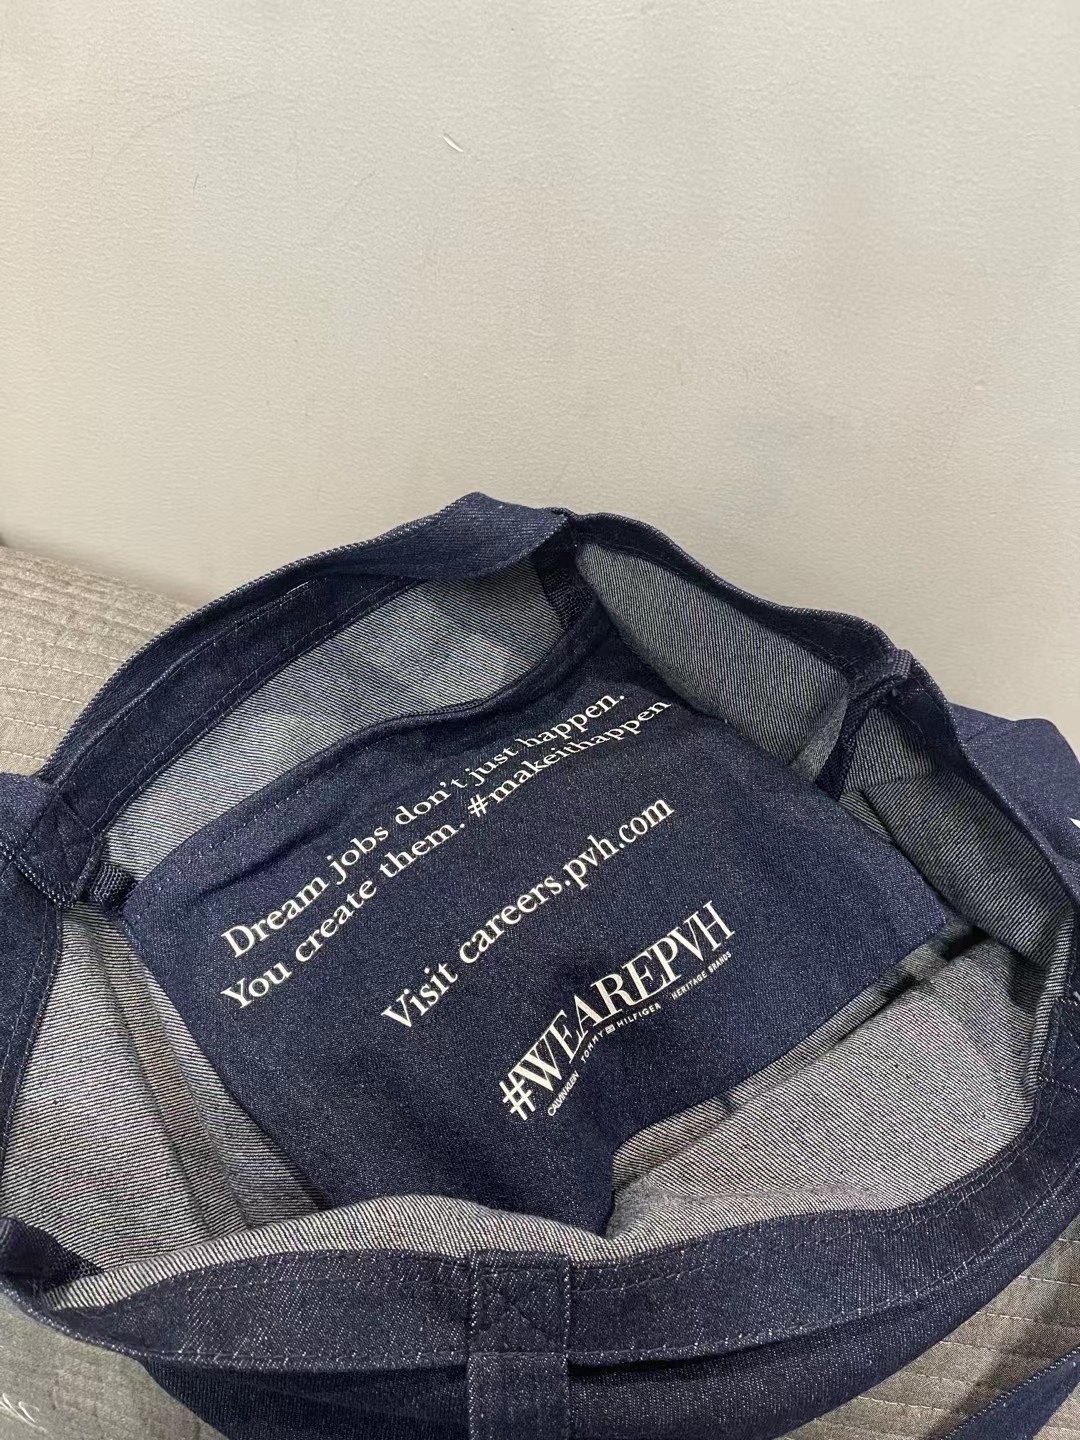 Dream jobs don't just happen.
You create them. #makeithappen
Visit careers.pvh.com
#WEAREPVH
CALVIN KLEIN TOMMY HILFIGER HERITAGE BRANDS